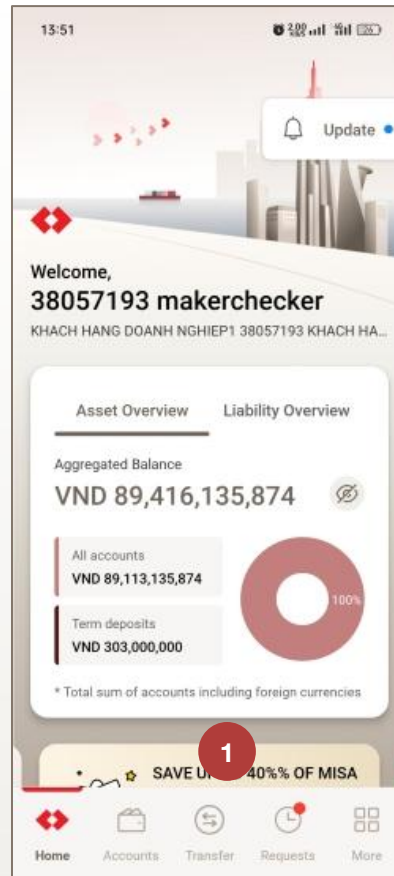 13:51
Update
Welcome,
38057193 makerchecker
KHACH HANG DOANH NGHIEP1 38057193 KHACH HA...
Asset Overview Liability Overview
Aggregated Balance
VND 89,416,135,874
All accounts
VND 89,113,135,874
100%
Term deposits
VND 303,000,000
* Total sum of accounts including foreign currencies
1
SAVE 40%% OF MISA
Home Accounts Transfer Requests More